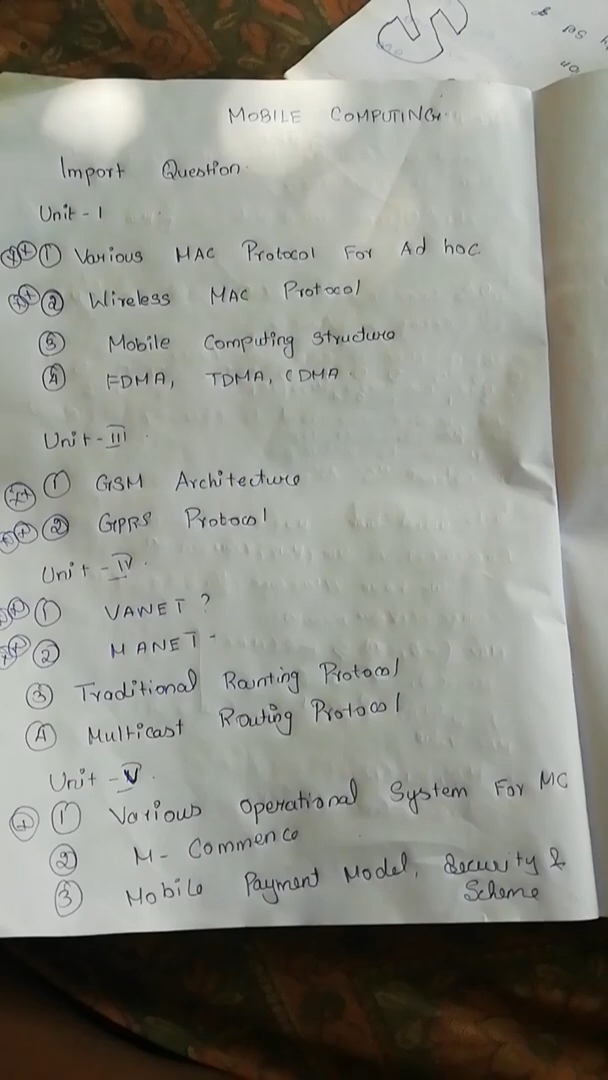 MOBILE COMPUTING
Import Question
Unit - I
① Various MAC Protocol For Ad hoc
② Wireless MAC Protocol
③ Mobile Computing structure
④ FDMA, TDMA, CDMA
Unit - III
① GSM Architecture
② GPRS Protocol
Unit - IV
① VANET ?
② MANET -
③ Traditional Rounting Protocol
④ Multicast Routing Protocol
Unit - V
① Various Operational System For MC
② M - Commence
③ Mobile Payment Model, Security &
Scheme